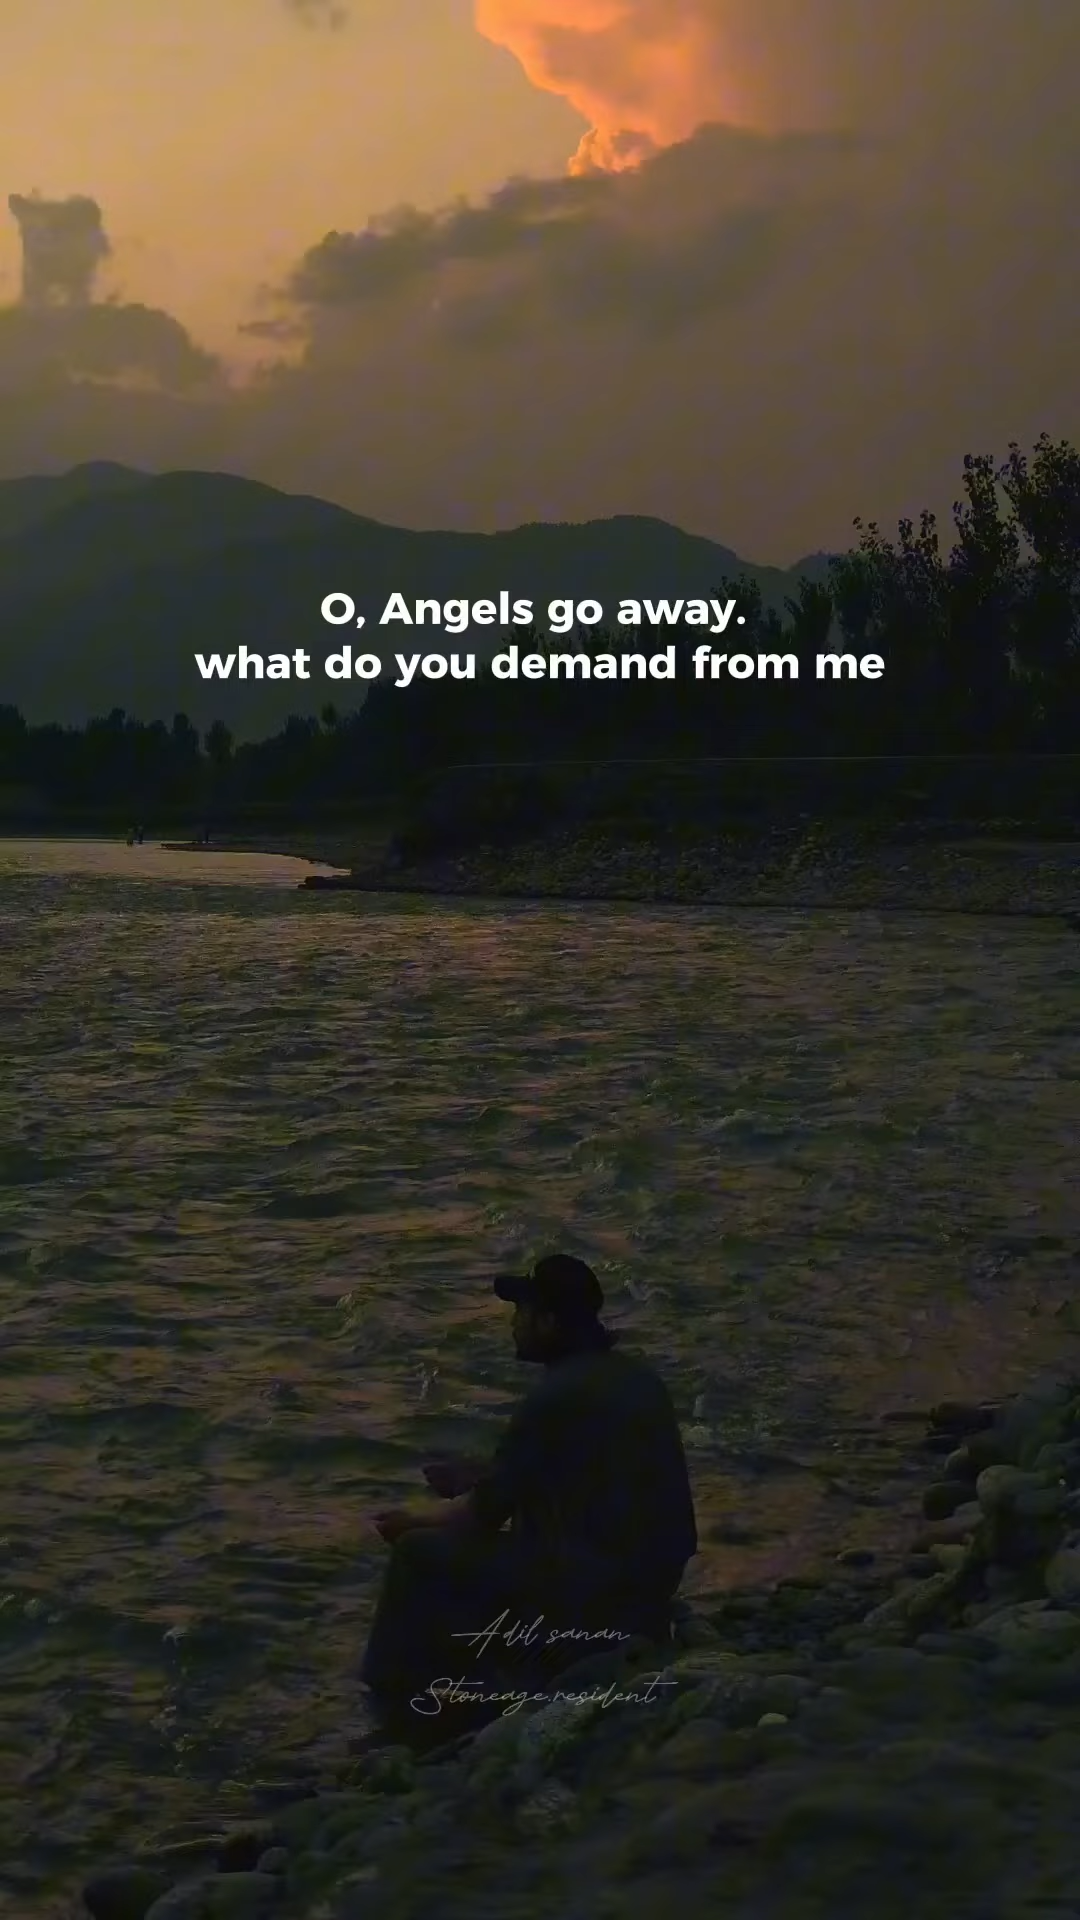 O, Angels go away.
what do you demand from me
Adil sanan
Stoneage.resident